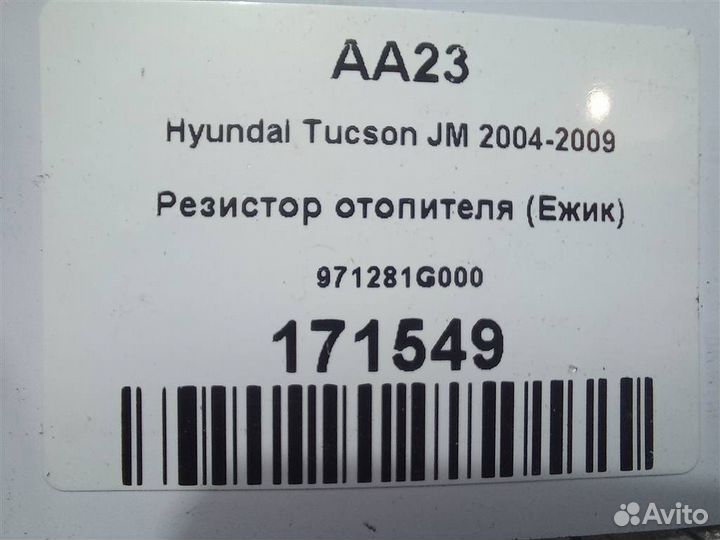 AA23
Hyundai Tucson JM 2004-2009
Резистор отопителя (Ежик)
971281G000
171549
Avito